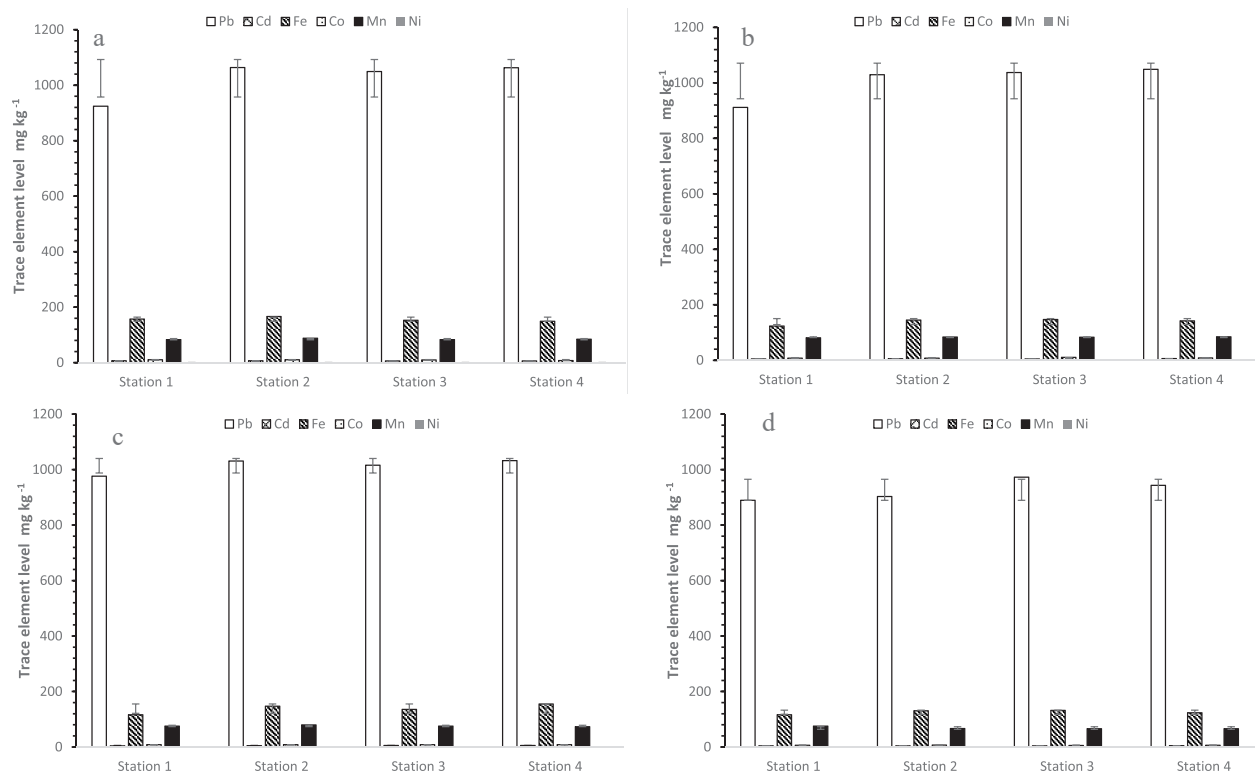 Pb Cd Fe Co Mn Ni
a
Trace element level mg kg -1
1200
1000
800
600
400
200
0
Station 1 Station 2 Station 3 Station 4
Pb Cd Fe Co Mn Ni
b
Trace element level mg kg -1
1200
1000
800
600
400
200
0
Station 1 Station 2 Station 3 Station 4
Pb Cd Fe Co Mn Ni
c
Trace element level mg kg -1
1200
1000
800
600
400
200
0
Station 1 Station 2 Station 3 Station 4
Pb Cd Fe Co Mn Ni
d
Trace element level mg kg -1
1200
1000
800
600
400
200
0
Station 1 Station 2 Station 3 Station 4